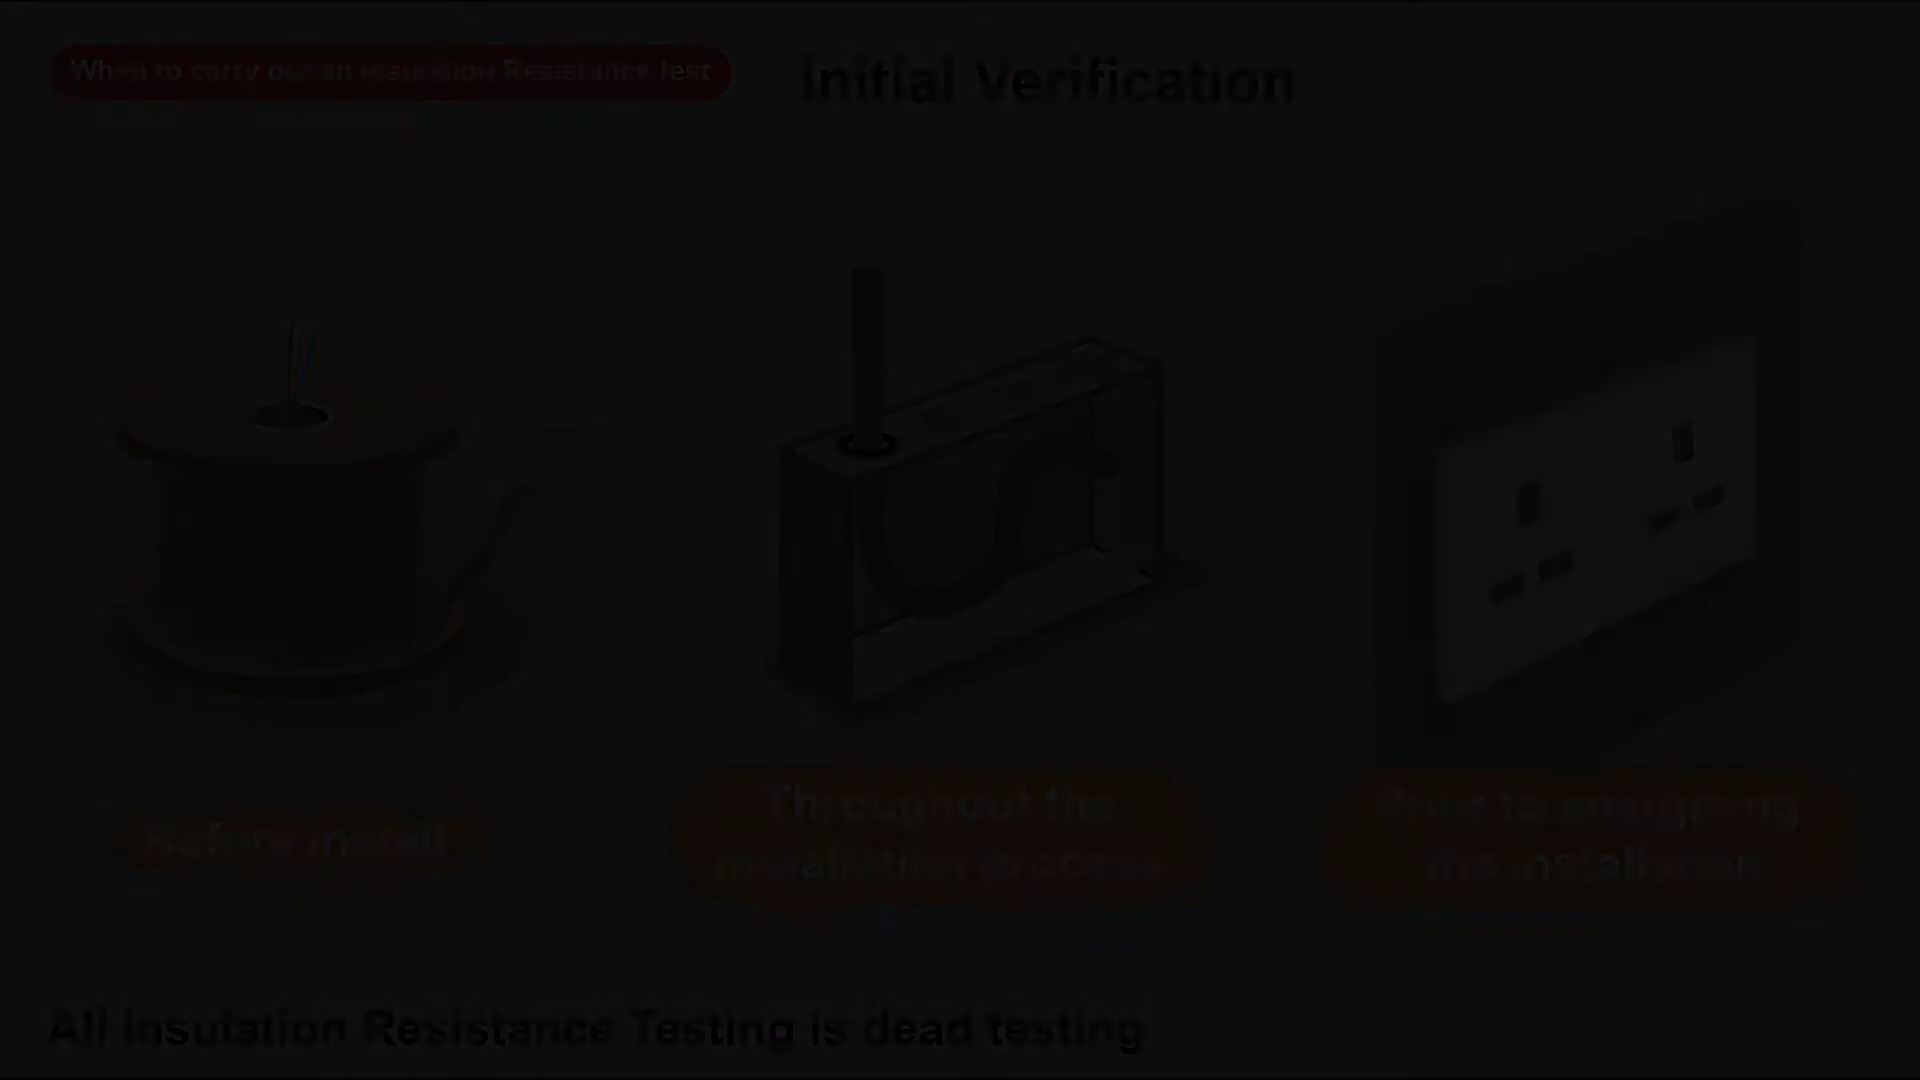 When to carry out an Insulation Resistance Test
Initial Verification
Before install
Throughout the
installation process
Prior to energising
the installation
All Insulation Resistance Testing is dead testing